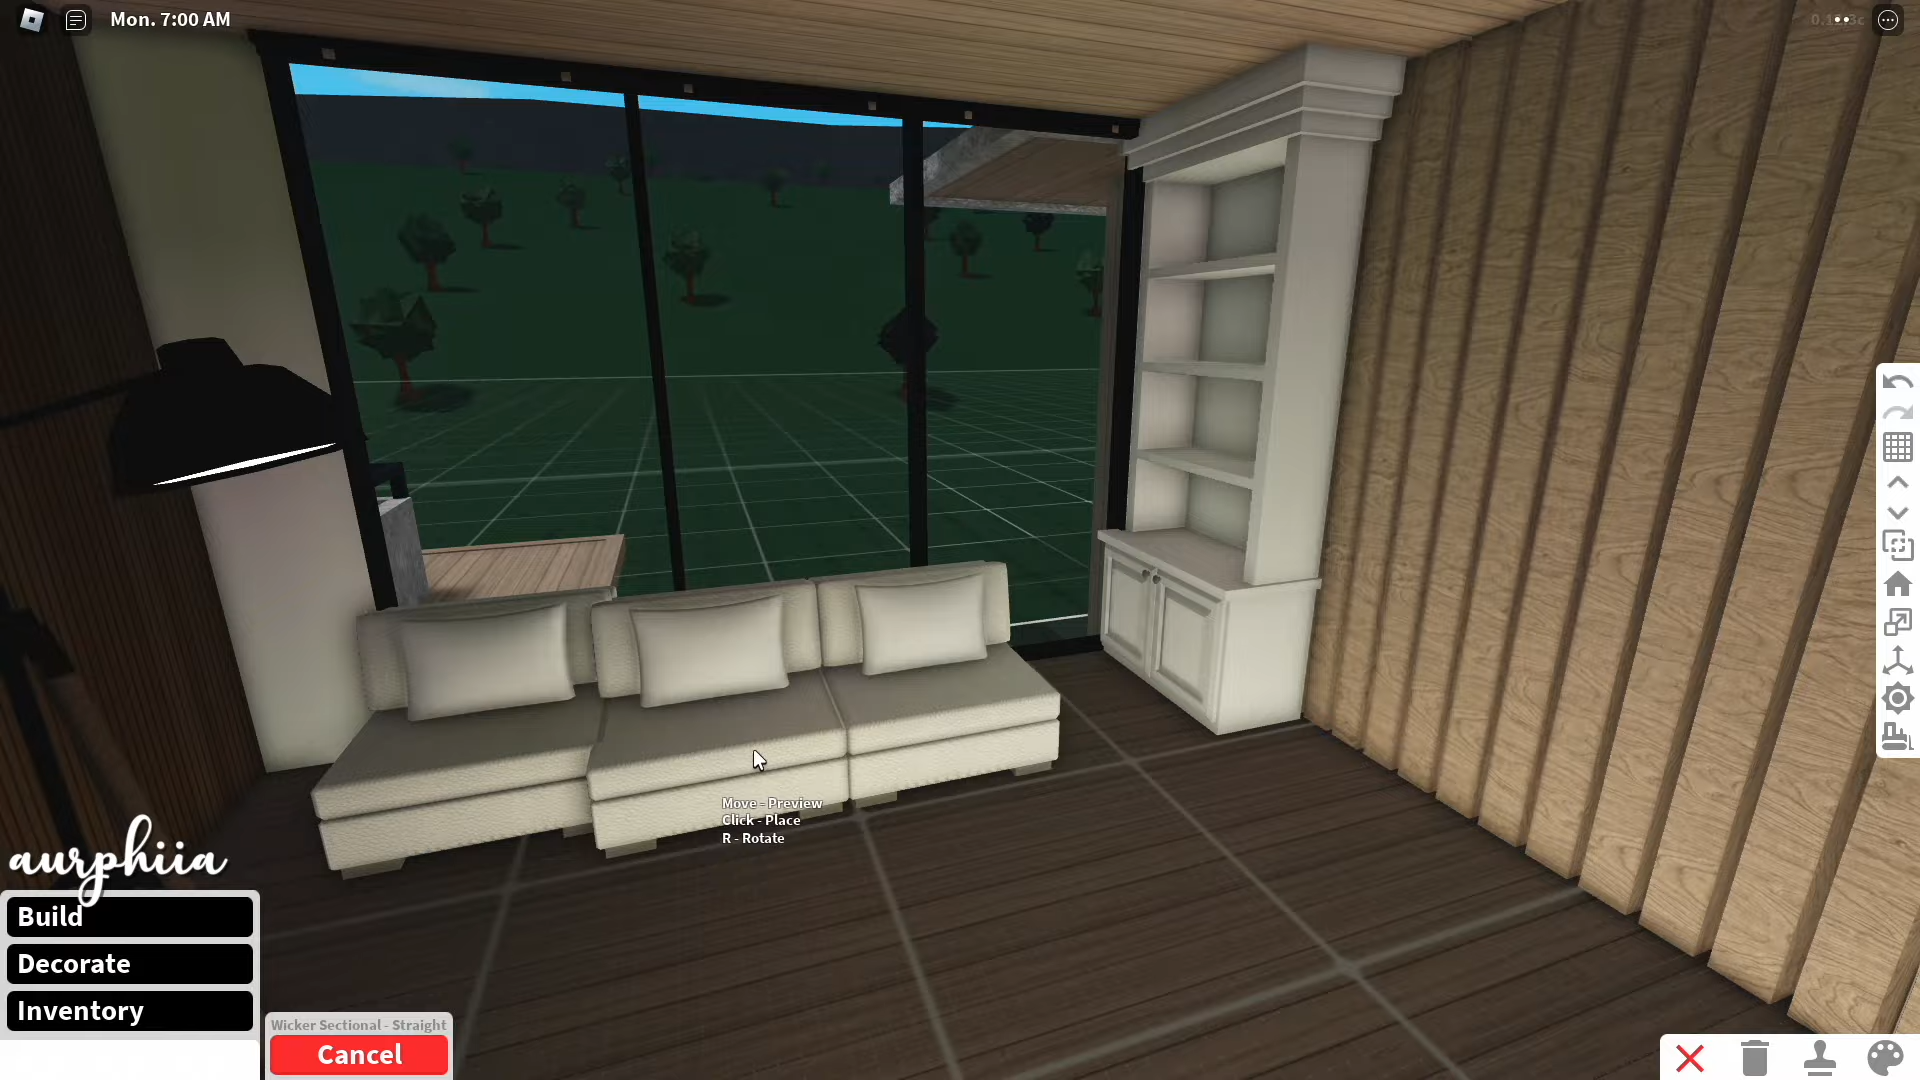 Mon. 7:00 AM
Move - Preview
Click - Place
R - Rotate
aurphiia
Build
Decorate
Inventory
Wicker Sectional - Straight
Cancel